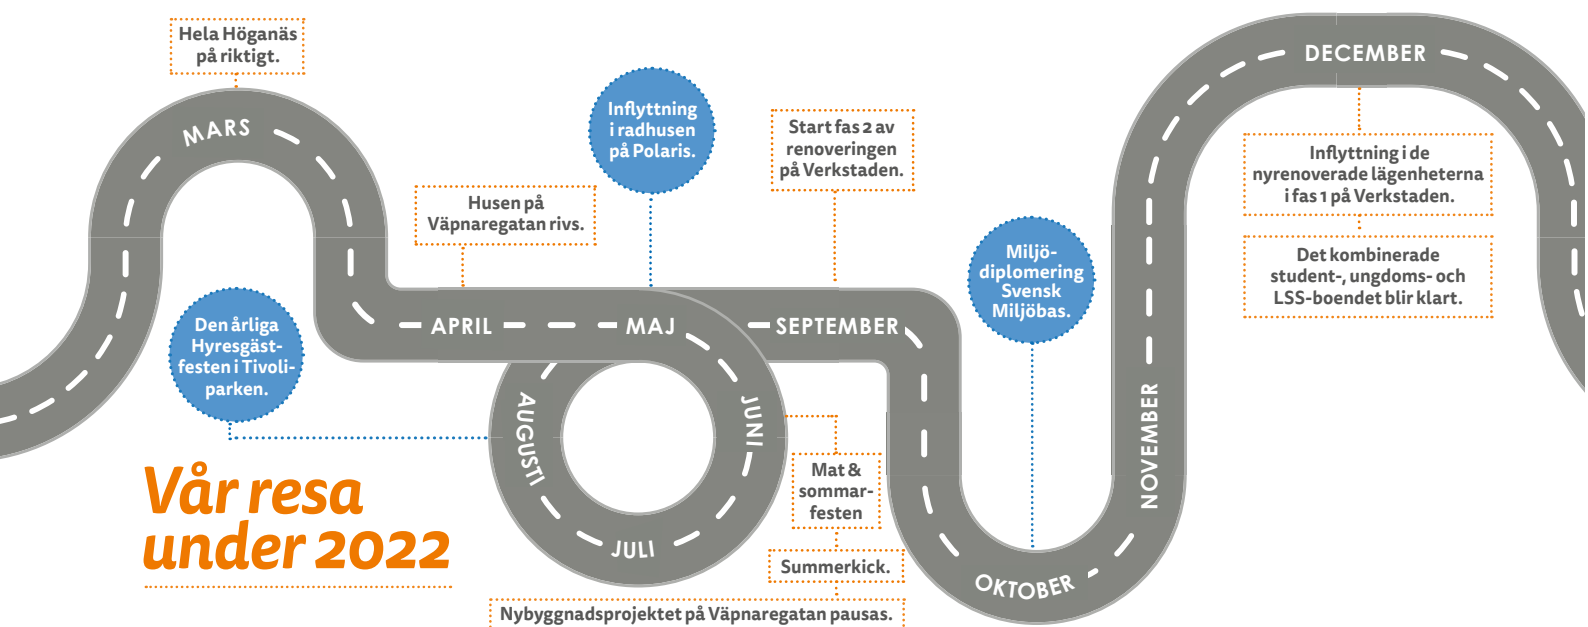 Hela Höganäs
på riktigt.
MARS
Husen på
Väpnaregatan rivs.
APRIL
Inflyttning
i radhusen
på Polaris.
MAJ
JUNI
Mat &
sommar-
festen
Summerkick.
Nybyggnadsprojektet på Väpnaregatan pausas.
JULI
AUGUSTI
Den årliga
Hyresgäst-
festen i Tivoli-
parken.
Start fas 2 av
renoveringen
på Verkstaden.
SEPTEMBER
Miljö-
diplomering
Svensk
Miljöbas.
OKTOBER
NOVEMBER
DECEMBER
Inflyttning i de
nyrenoverade lägenheterna
i fas 1 på Verkstaden.
Det kombinerade
student-, ungdoms- och
LSS-boendet blir klart.
Vår resa
under 2022